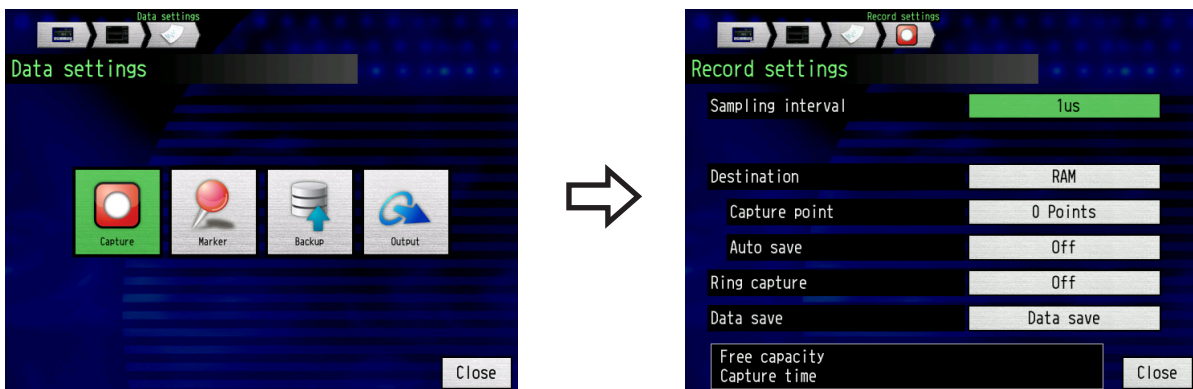 Data settings
Data settings
Capture
Marker
Backup
Output
Close
Record settings
Record settings
Sampling interval 1us
Destination RAM
Capture point 0 Points
Auto save Off
Ring capture Off
Data save Data save
Free capacity
Capture time
Close